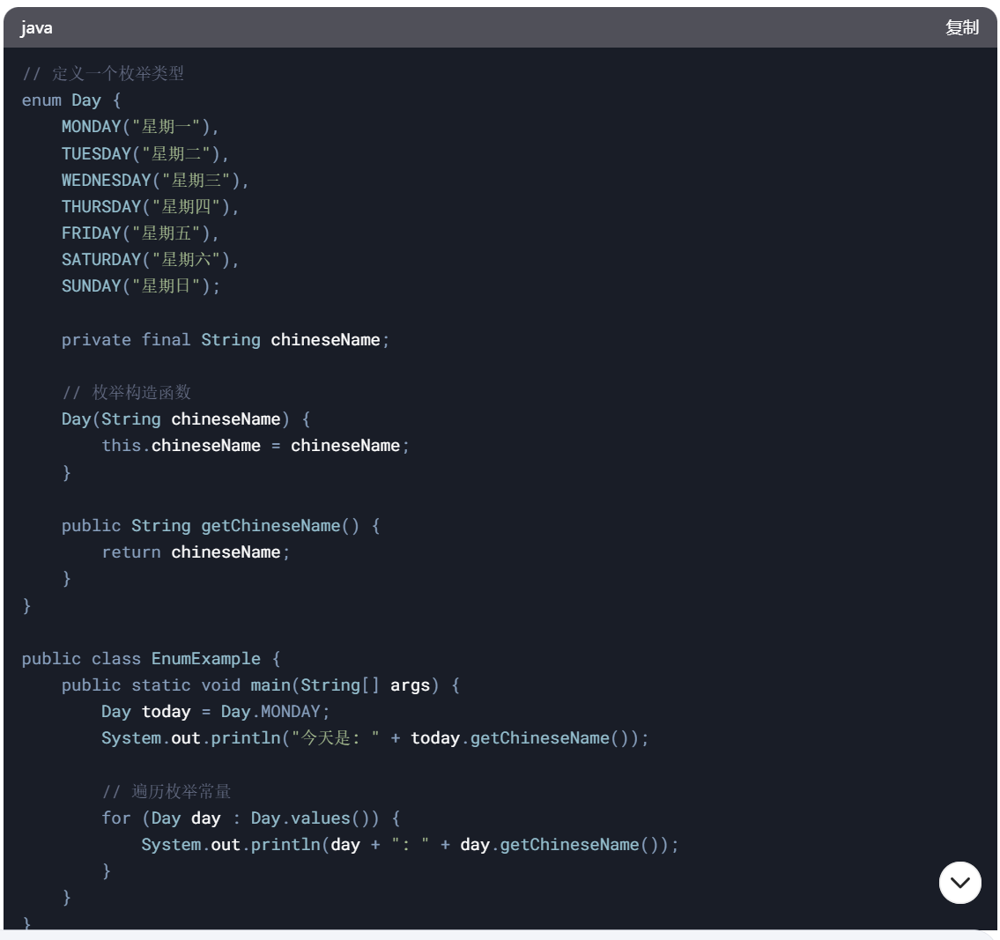 java
复制
// 定义一个枚举类型
enum Day {
    MONDAY("星期一"),
    TUESDAY("星期二"),
    WEDNESDAY("星期三"),
    THURSDAY("星期四"),
    FRIDAY("星期五"),
    SATURDAY("星期六"),
    SUNDAY("星期日");

    private final String chineseName;

    // 枚举构造函数
    Day(String chineseName) {
        this.chineseName = chineseName;
    }

    public String getChineseName() {
        return chineseName;
    }
}

public class EnumExample {
    public static void main(String[] args) {
        Day today = Day.MONDAY;
        System.out.println("今天是: " + today.getChineseName());

        // 遍历枚举常量
        for (Day day : Day.values()) {
            System.out.println(day + ": " + day.getChineseName());
        }
    }
}